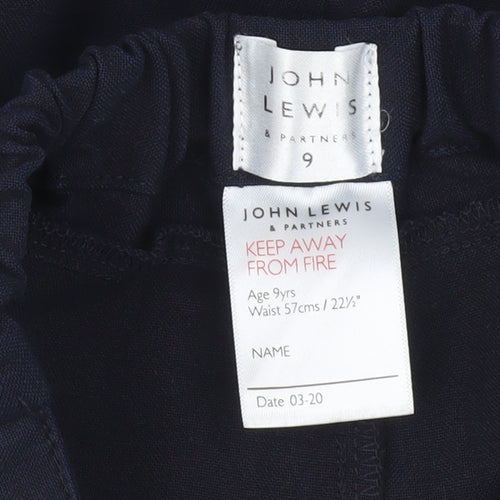 JOHN
LEWIS
& PARTNERS
9
JOHN LEWIS
& PARTNERS
KEEP AWAY
FROM FIRE
Age 9yrs
Waist 57cms / 22½"
NAME
Date 03-20